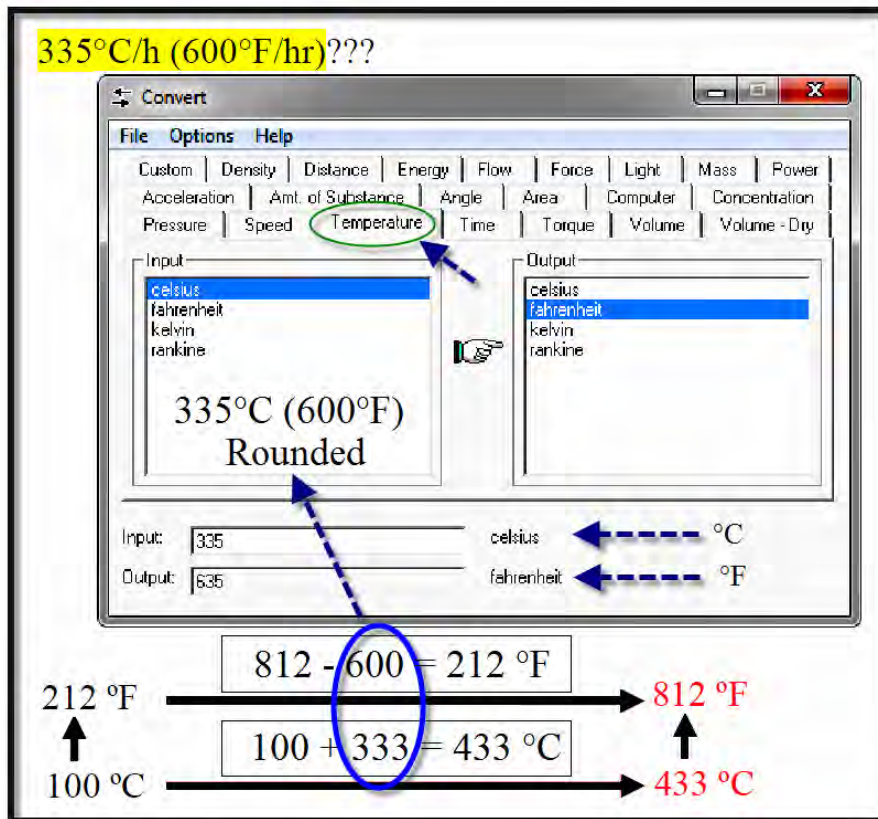 335°C/h (600°F/hr)???
Convert
File Options Help
Custom Density Distance Energy Flow Force Light Mass Power
Acceleration Amt. of Substance Angle Area Computer Concentration
Pressure Speed Temperature Time Torque Volume Volume - Dry
Input Output
celsius celsius
fahrenheit fahrenheit
kelvin kelvin
rankine rankine
335°C (600°F)
Rounded
Input: 335 celsius °C
Output: 635 fahrenheit °F
812 - 600 = 212 °F
212 ºF 812 ºF
100 + 333 = 433 °C
100 ºC 433 ºC